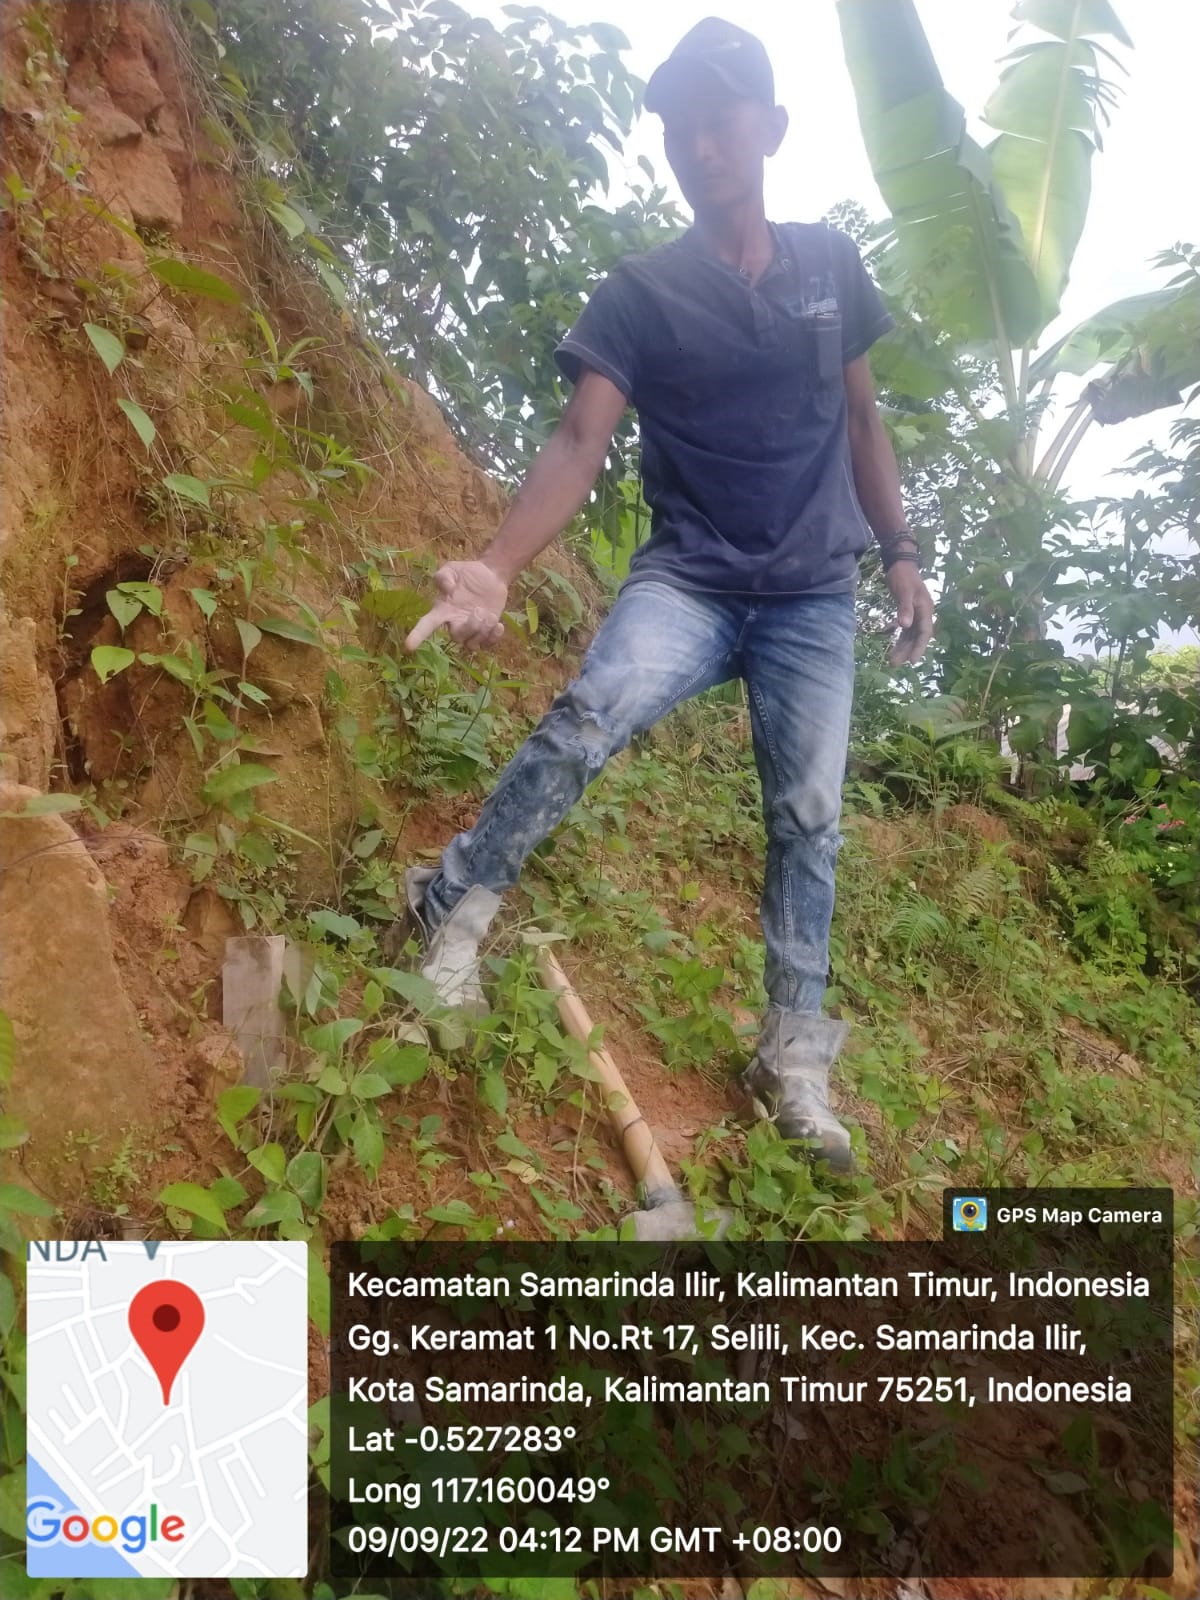 GPS Map Camera
NDA
Kecamatan Samarinda Ilir, Kalimantan Timur, Indonesia
Gg. Keramat 1 No.Rt 17, Selili, Kec. Samarinda Ilir,
Kota Samarinda, Kalimantan Timur 75251, Indonesia
Lat -0.527283°
Long 117.160049°
09/09/22 04:12 PM GMT +08:00
Google